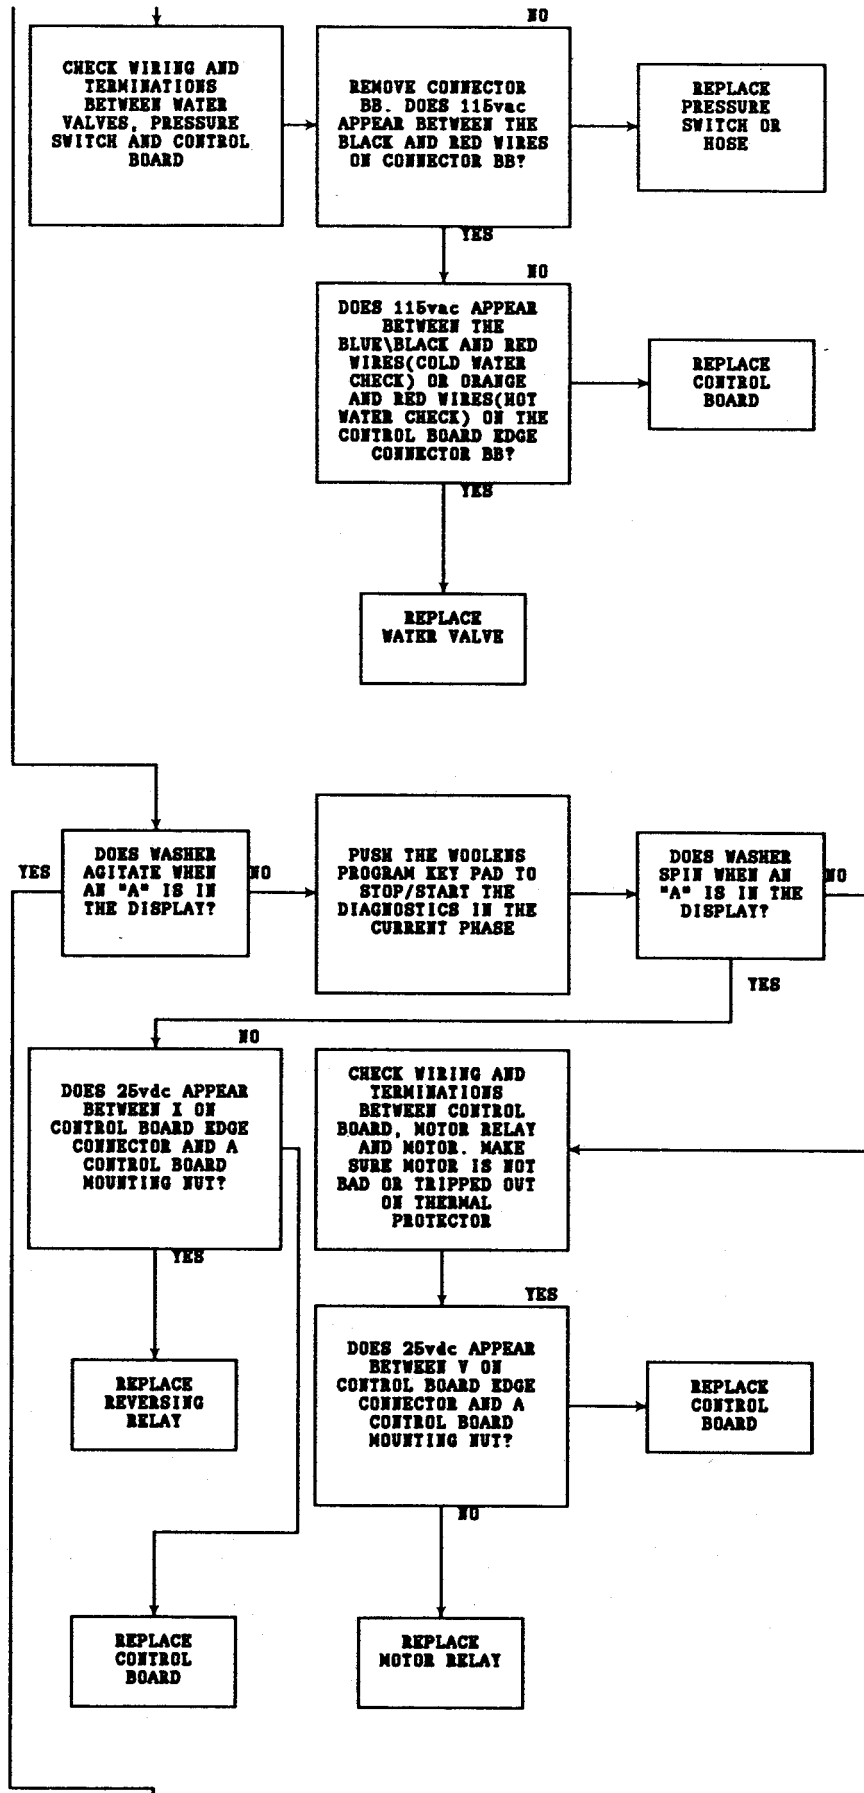 NO
CHECK WIRING AND
TERMINATIONS
BETWEEN WATER
VALVES, PRESSURE
SWITCH AND CONTROL
BOARD
REMOVE CONNECTOR
BB. DOES 115vac
APPEAR BETWEEN THE
BLACK AND RED WIRES
ON CONNECTOR BB?
REPLACE
PRESSURE
SWITCH OR
HOSE
YES
NO
DOES 115vac APPEAR
BETWEEN THE
BLUE\BLACK AND RED
WIRES(COLD WATER
CHECK) OR ORANGE
AND RED WIRES(HOT
WATER CHECK) ON THE
CONTROL BOARD EDGE
CONNECTOR BB?
REPLACE
CONTROL
BOARD
YES
REPLACE
WATER VALVE
YES
DOES WASHER
AGITATE WHEN
AN "A" IS IN
THE DISPLAY?
NO
PUSH THE WOOLENS
PROGRAM KEY PAD TO
STOP/START THE
DIAGNOSTICS IN THE
CURRENT PHASE
DOES WASHER
SPIN WHEN AN
"A" IS IN THE
DISPLAY?
NO
YES
NO
DOES 25vdc APPEAR
BETWEEN X ON
CONTROL BOARD EDGE
CONNECTOR AND A
CONTROL BOARD
MOUNTING NUT?
CHECK WIRING AND
TERMINATIONS
BETWEEN CONTROL
BOARD, MOTOR RELAY
AND MOTOR. MAKE
SURE MOTOR IS NOT
BAD OR TRIPPED OUT
ON THERMAL
PROTECTOR
YES
YES
REPLACE
REVERSING
RELAY
DOES 25vdc APPEAR
BETWEEN V ON
CONTROL BOARD EDGE
CONNECTOR AND A
CONTROL BOARD
MOUNTING NUT?
REPLACE
CONTROL
BOARD
NO
REPLACE
CONTROL
BOARD
REPLACE
MOTOR RELAY